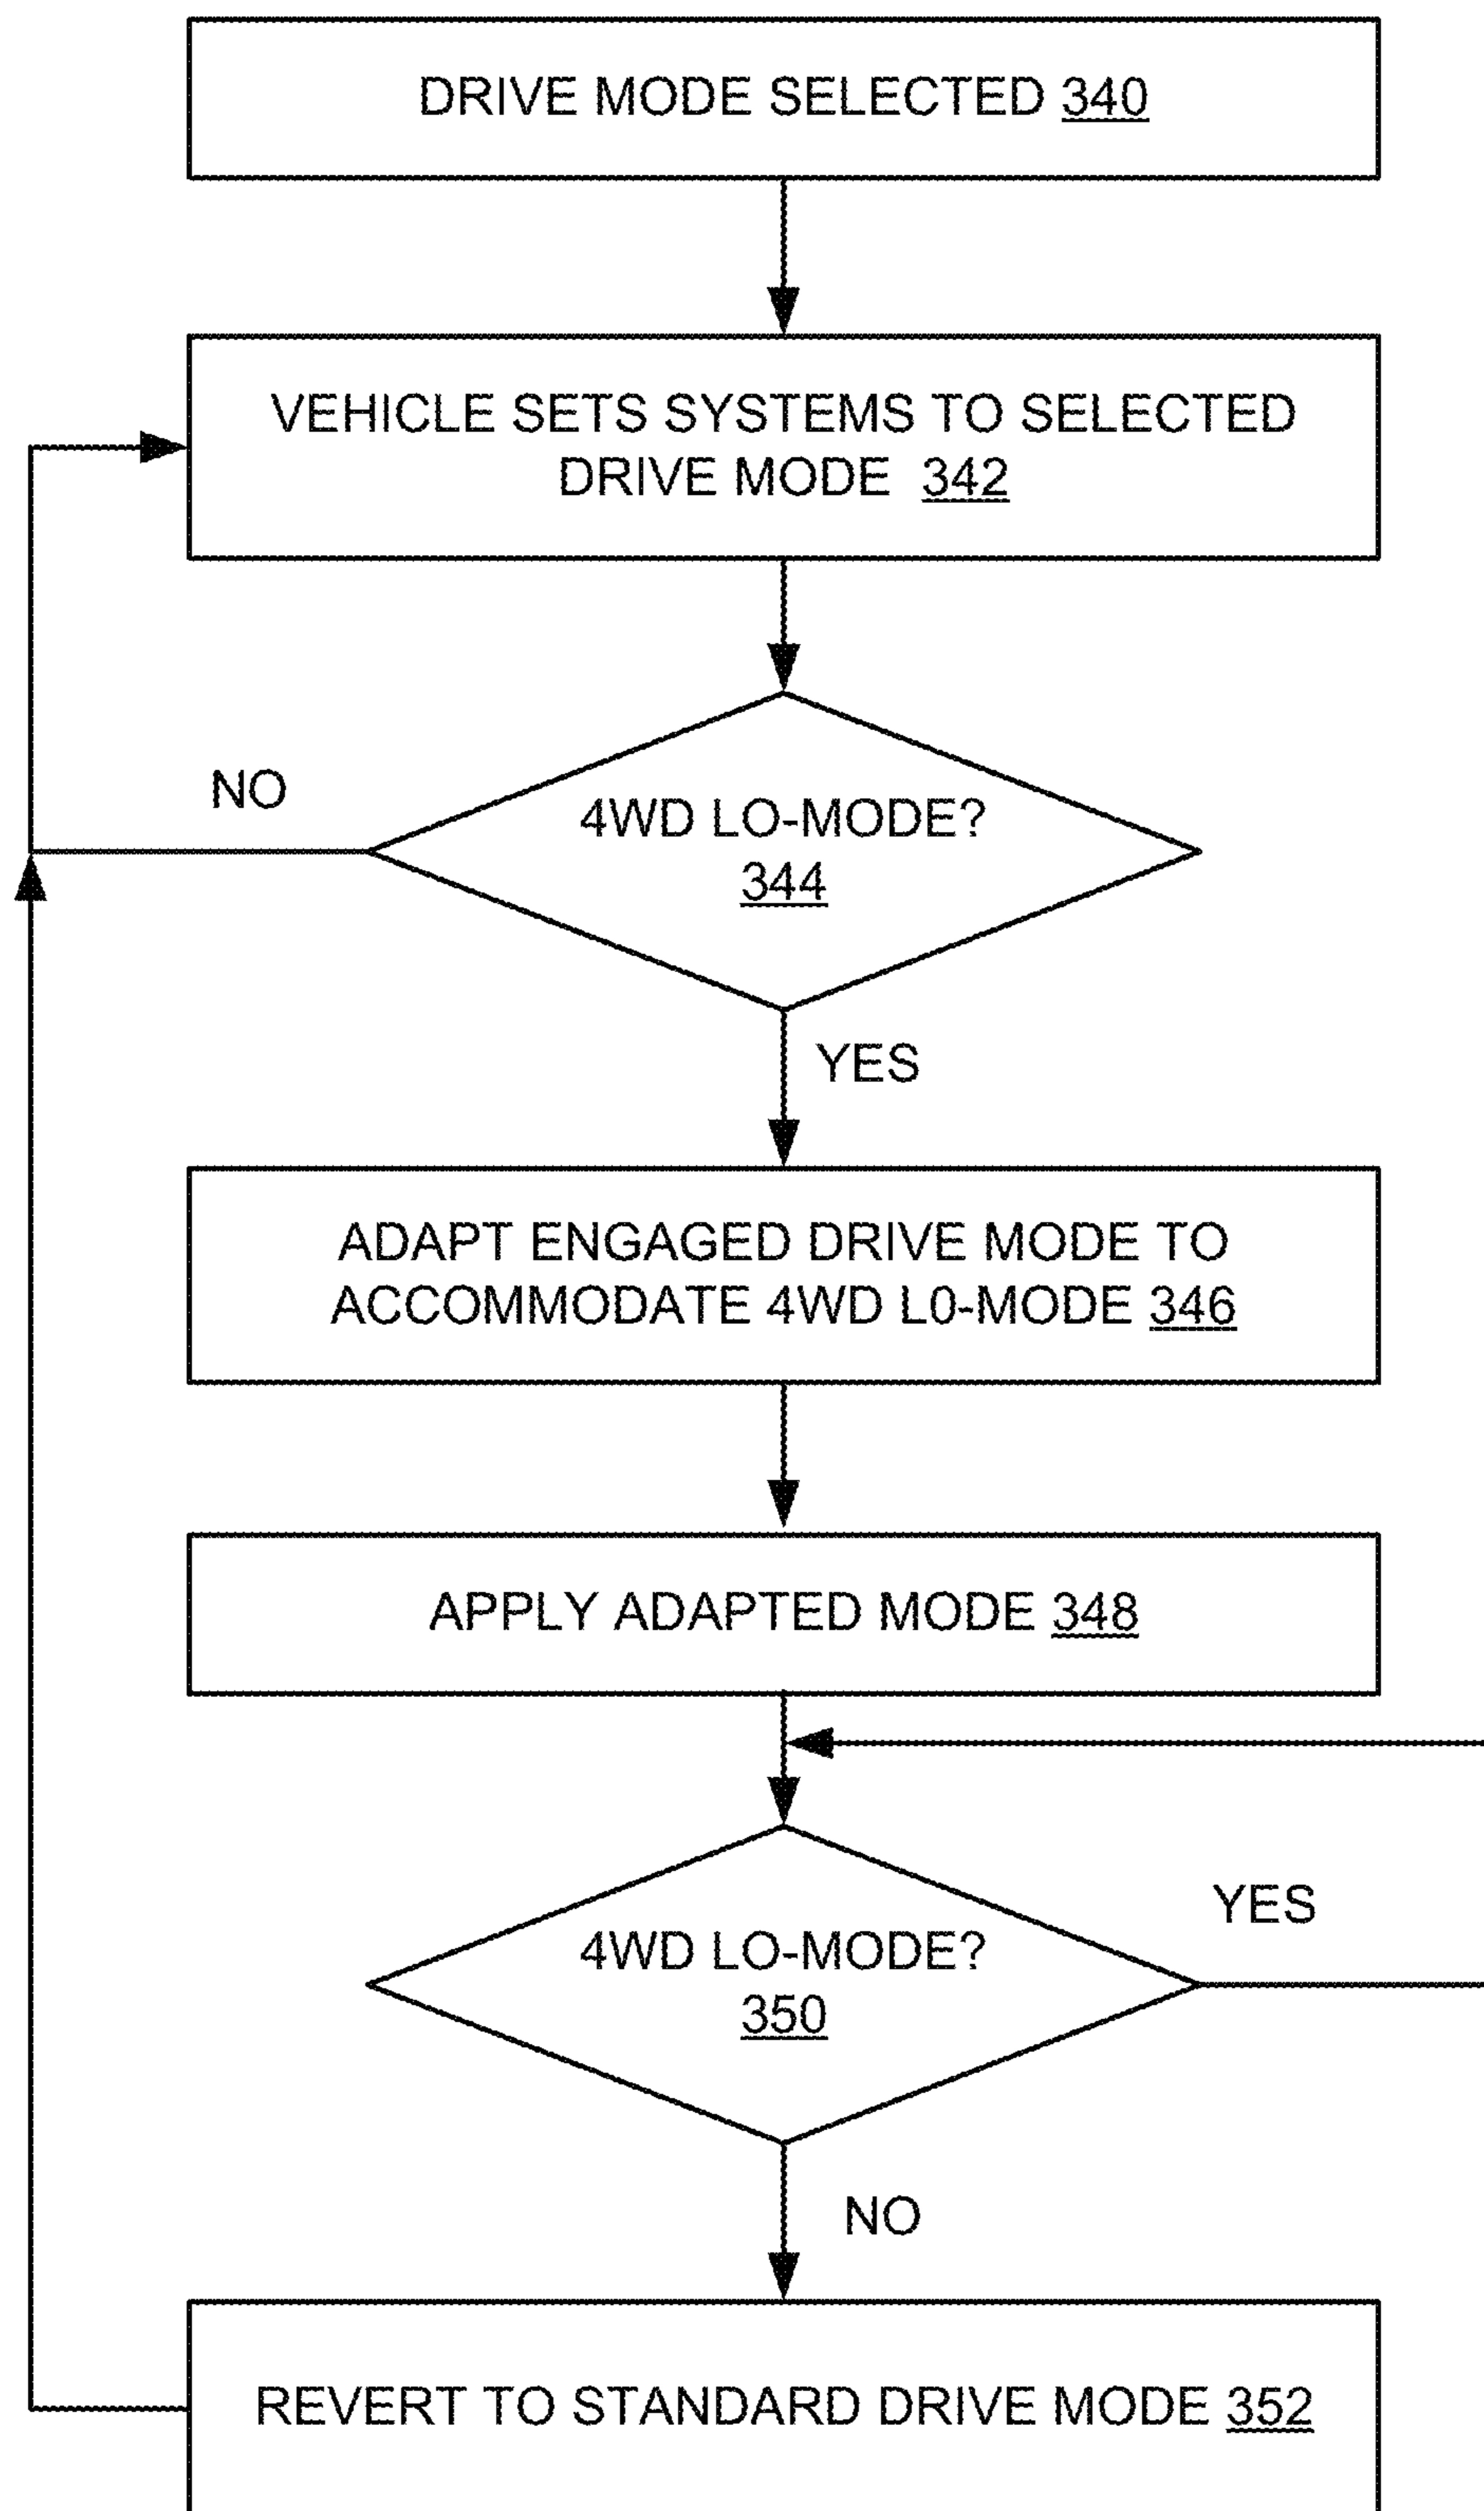 DRIVE MODE SELECTED 340
VEHICLE SETS SYSTEMS TO SELECTED
DRIVE MODE 342
NO
4WD LO-MODE?
344
YES
ADAPT ENGAGED DRIVE MODE TO
ACCOMMODATE 4WD L0-MODE 346
APPLY ADAPTED MODE 348
YES
4WD LO-MODE?
350
NO
REVERT TO STANDARD DRIVE MODE 352